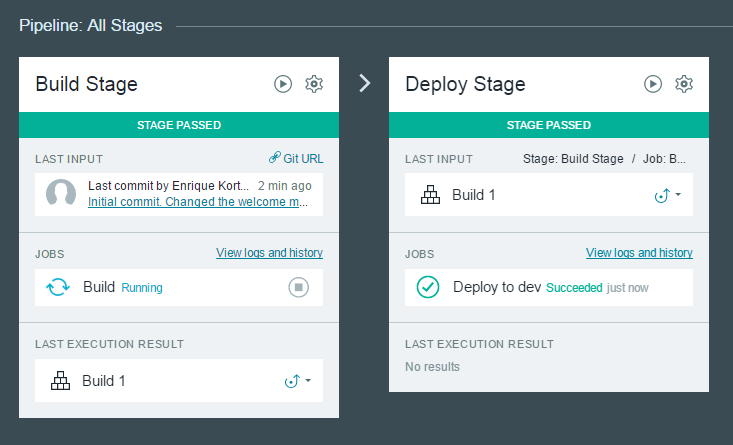 Pipeline: All Stages
Build Stage
STAGE PASSED
LAST INPUT Git URL
Last commit by Enrique Kort... 2 min ago
Initial commit. Changed the welcome m...
JOBS View logs and history
Build Running
LAST EXECUTION RESULT
Build 1
Deploy Stage
STAGE PASSED
LAST INPUT Stage: Build Stage / Job: B...
Build 1
JOBS View logs and history
Deploy to dev Succeeded just now
LAST EXECUTION RESULT
No results